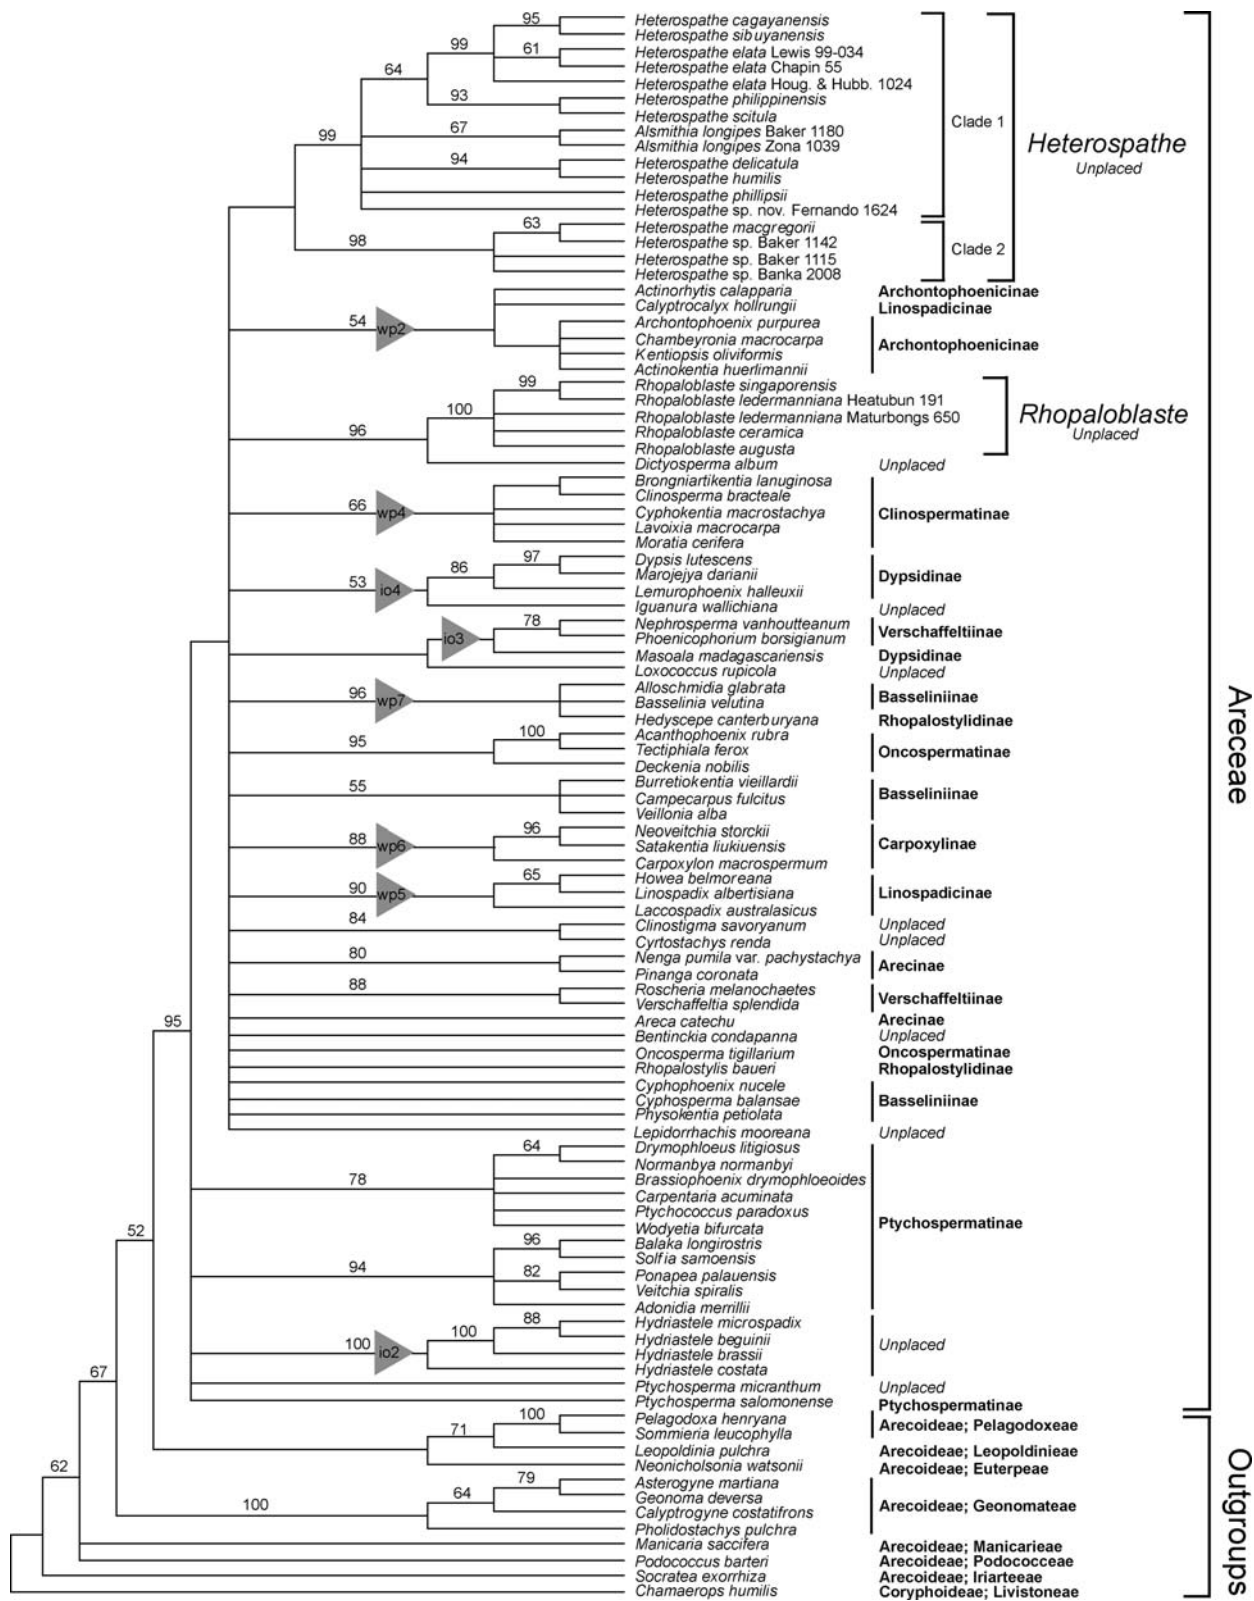 95 Heterospathe cagayanensis
Heterospathe sibuyanensis
99 61 Heterospathe elata Lewis 99-034
Heterospathe elata Chapin 55
64 Heterospathe elata Houg. & Hubb. 1024
93 Heterospathe philippinensis
Heterospathe scitula
99 67 Alsmithia longipes Baker 1180
Alsmithia longipes Zona 1039
94 Heterospathe delicatula
Heterospathe humilis
Heterospathe phillipsii
Heterospathe sp. nov. Fernando 1624
Clade 1
Heterospathe
Unplaced
63 Heterospathe macgregorii
98 Heterospathe sp. Baker 1142
Heterospathe sp. Baker 1115
Heterospathe sp. Banka 2008
Clade 2
Actinorhytis calapparia Archontophoenicinae
Calyptrocalyx hollrungii Linospadicinae
54 wp2 Archontophoenix purpurea
Chambeyronia macrocarpa
Kentiopsis oliviformis
Actinokentia huerlimannii
Archontophoenicinae
99 Rhopaloblaste singaporensis
Rhopaloblaste ledermanniana Heatubun 191
100 Rhopaloblaste ledermanniana Maturbongs 650
96 Rhopaloblaste ceramica
Rhopaloblaste augusta
Rhopaloblaste
Unplaced
Dictyosperma album Unplaced
Brongniartikentia lanuginosa
Clinosperma bracteale
66 wp4 Cyphokentia macrostachya Clinospermatinae
Lavoixia macrocarpa
Moratia cerifera
97 Dypsis lutescens
86 Marojejya darianii Dypsidinae
53 io4 Lemurophoenix halleuxii
Iguanura wallichiana Unplaced
78 Nephrosperma vanhoutteanum
io3 Phoenicophorium borsigianum Verschaffeltiinae
Masoala madagascariensis Dypsidinae
Loxococcus rupicola Unplaced
Alloschmidia glabrata
96 wp7 Basselinia velutina Basseliniinae
Hedyscepe canterburyana Rhopalostylidinae
100 Acanthophoenix rubra
95 Tectiphiala ferox Oncospermatinae
Deckenia nobilis
Burretiokentia vieillardii
55 Campecarpus fulcitus Basseliniinae
Veillonia alba
96 Neoveitchia storckii
88 wp6 Satakentia liukiuensis Carpoxylinae
Carpoxylon macrospermum
65 Howea belmoreana
90 wp5 Linospadix albertisiana Linospadicinae
Laccospadix australasicus
84 Clinostigma savoryanum Unplaced
Cyrtostachys renda Unplaced
80 Nenga pumila var. pachystachya
Pinanga coronata Arecinae
88 Roscheria melanochaetes
Verschaffeltia splendida Verschaffeltiinae
Areca catechu Arecinae
Bentinckia condapanna Unplaced
Oncosperma tigillarium Oncospermatinae
Rhopalostylis baueri Rhopalostylidinae
Cyphophoenix nucele
Cyphosperma balansae Basseliniinae
Physokentia petiolata
Lepidorrhachis mooreana Unplaced
95
64 Drymophloeus litigiosus
Normanbya normanbyi
78 Brassiophoenix drymophloeoides
Carpentaria acuminata
Ptychococcus paradoxus
Wodyetia bifurcata
Ptychospermatinae
96 Balaka longirostris
Solfia samoensis
94 82 Ponapea palauensis
Veitchia spiralis
Adonidia merrillii
88 Hydriastele microspadix
100 Hydriastele beguinii
100 io2 Hydriastele brassii Unplaced
Hydriastele costata
Ptychosperma micranthum Unplaced
Ptychosperma salomonense Ptychospermatinae
Areceae
52
100 Pelagodoxa henryana
71 Sommieria leucophylla Arecoideae; Pelagodoxeae
Leopoldinia pulchra Arecoideae; Leopoldinieae
Neonicholsonia watsonii Arecoideae; Euterpeae
67
79 Asterogyne martiana
64 Geonoma deversa
100 Calyptrogyne costatifrons Arecoideae; Geonomateae
Pholidostachys pulchra
62
Manicaria saccifera Arecoideae; Manicarieae
Podococcus barteri Arecoideae; Podococceae
Socratea exorrhiza Arecoideae; Iriarteeae
Chamaerops humilis Coryphoideae; Livistoneae
Outgroups